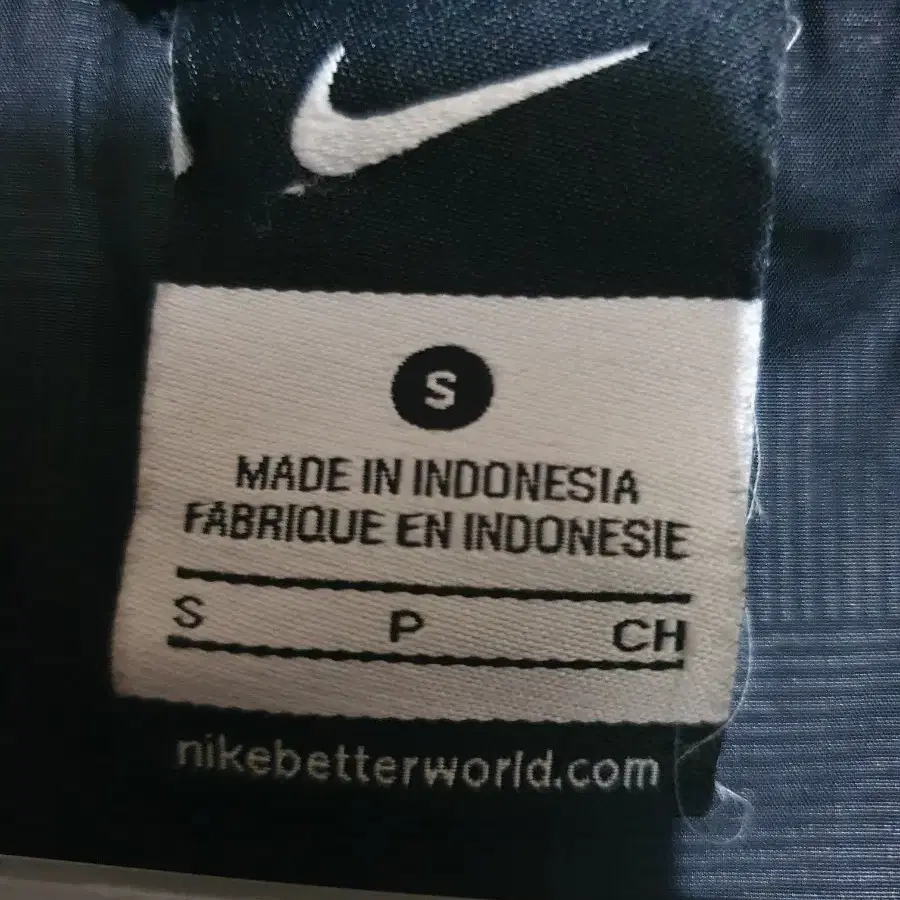 S
MADE IN INDONESIA
FABRIQUE EN INDONESIE
S P CH
nikebetterworld.com